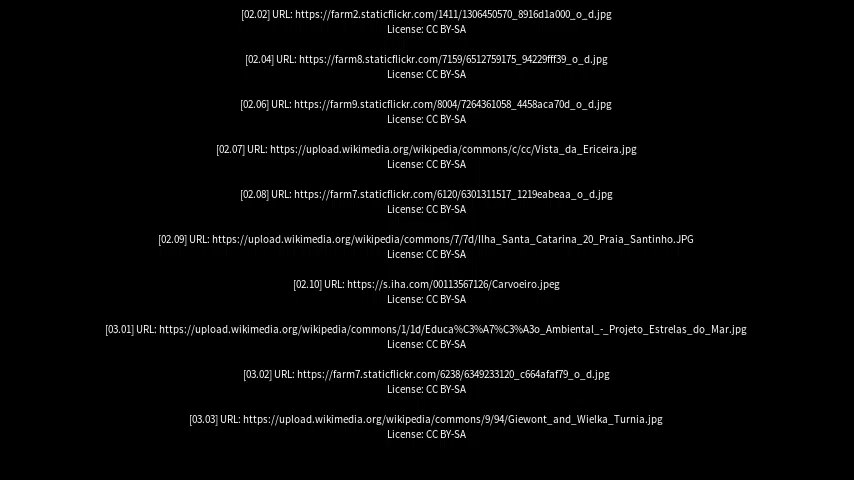 [02.02] URL: https://farm2.staticflickr.com/1411/1306450570_8916d1a000_o_d.jpg
License: CC BY-SA
[02.04] URL: https://farm8.staticflickr.com/7159/6512759175_94229fff39_o_d.jpg
License: CC BY-SA
[02.06] URL: https://farm9.staticflickr.com/8004/7264361058_4458aca70d_o_d.jpg
License: CC BY-SA
[02.07] URL: https://upload.wikimedia.org/wikipedia/commons/c/cc/Vista_da_Ericeira.jpg
License: CC BY-SA
[02.08] URL: https://farm7.staticflickr.com/6120/6301311517_1219eabeaa_o_d.jpg
License: CC BY-SA
[02.09] URL: https://upload.wikimedia.org/wikipedia/commons/7/7d/Ilha_Santa_Catarina_20_Praia_Santinho.JPG
License: CC BY-SA
[02.10] URL: https://s.iha.com/00113567126/Carvoeiro.jpeg
License: CC BY-SA
[03.01] URL: https://upload.wikimedia.org/wikipedia/commons/1/1d/Educa%C3%A7%C3%A3o_Ambiental_-_Projeto_Estrelas_do_Mar.jpg
License: CC BY-SA
[03.02] URL: https://farm7.staticflickr.com/6238/6349233120_c664afaf79_o_d.jpg
License: CC BY-SA
[03.03] URL: https://upload.wikimedia.org/wikipedia/commons/9/94/Giewont_and_Wielka_Turnia.jpg
License: CC BY-SA